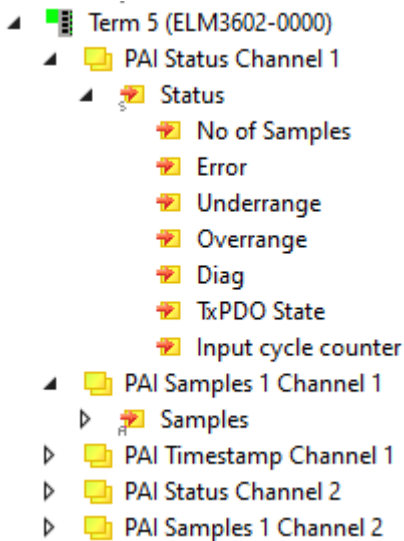 Term 5 (ELM3602-0000)
PAI Status Channel 1
Status
No of Samples
Error
Underrange
Overrange
Diag
TxPDO State
Input cycle counter
PAI Samples 1 Channel 1
Samples
PAI Timestamp Channel 1
PAI Status Channel 2
PAI Samples 1 Channel 2